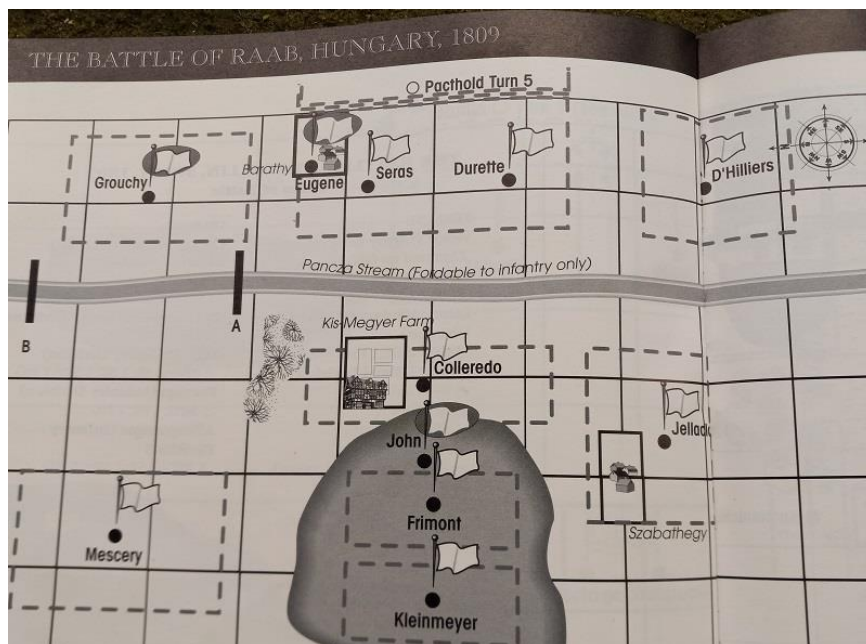 THE BATTLE OF RAAB, HUNGARY, 1809
Pacthold Turn 5
Grouchy
Barathy
Eugene
Seras
Durette
D'Hilliers
Pancza Stream (Fordable to infantry only)
B
A
Kis-Megyer Farm
Colleredo
John
Jellad
Frimont
Mescery
Szabathegy
Kleinmeyer